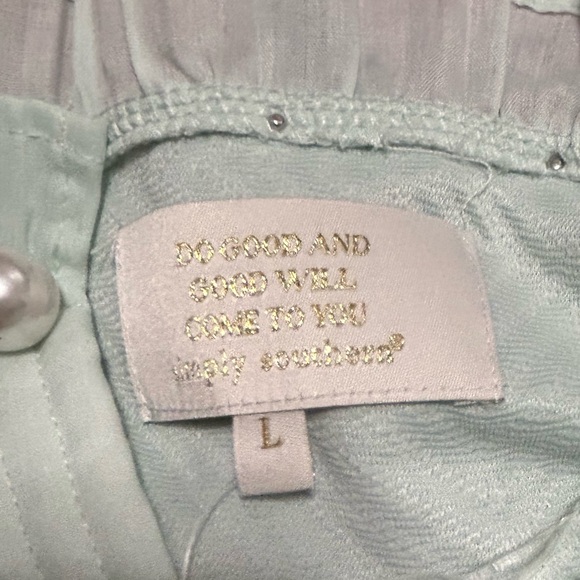 DO GOOD AND
GOOD WILL
COME TO YOU
simply southern®
L